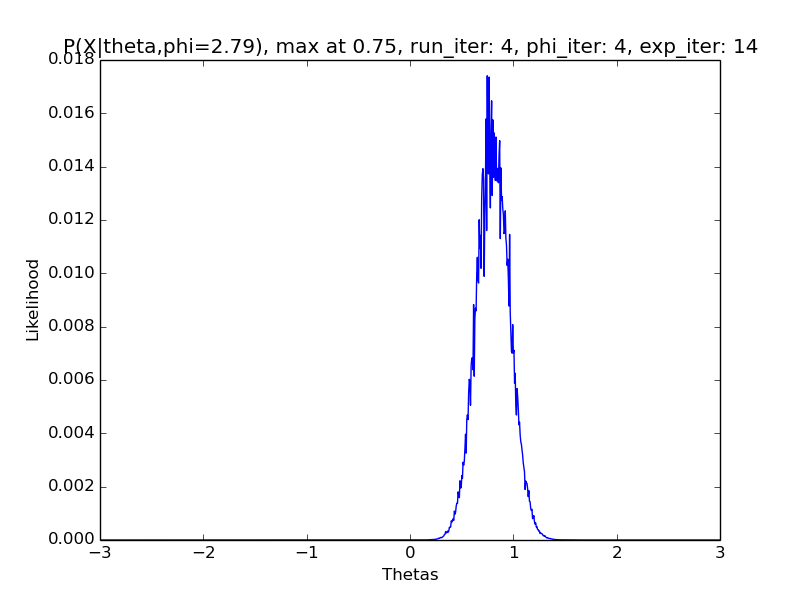 P(X|theta,phi=2.79), max at 0.75, run_iter: 4, phi_iter: 4, exp_iter: 14
0.018
0.016
0.014
0.012
0.010
0.008
0.006
0.004
0.002
0.000
Likelihood
−3 −2 −1 0 1 2 3
Thetas